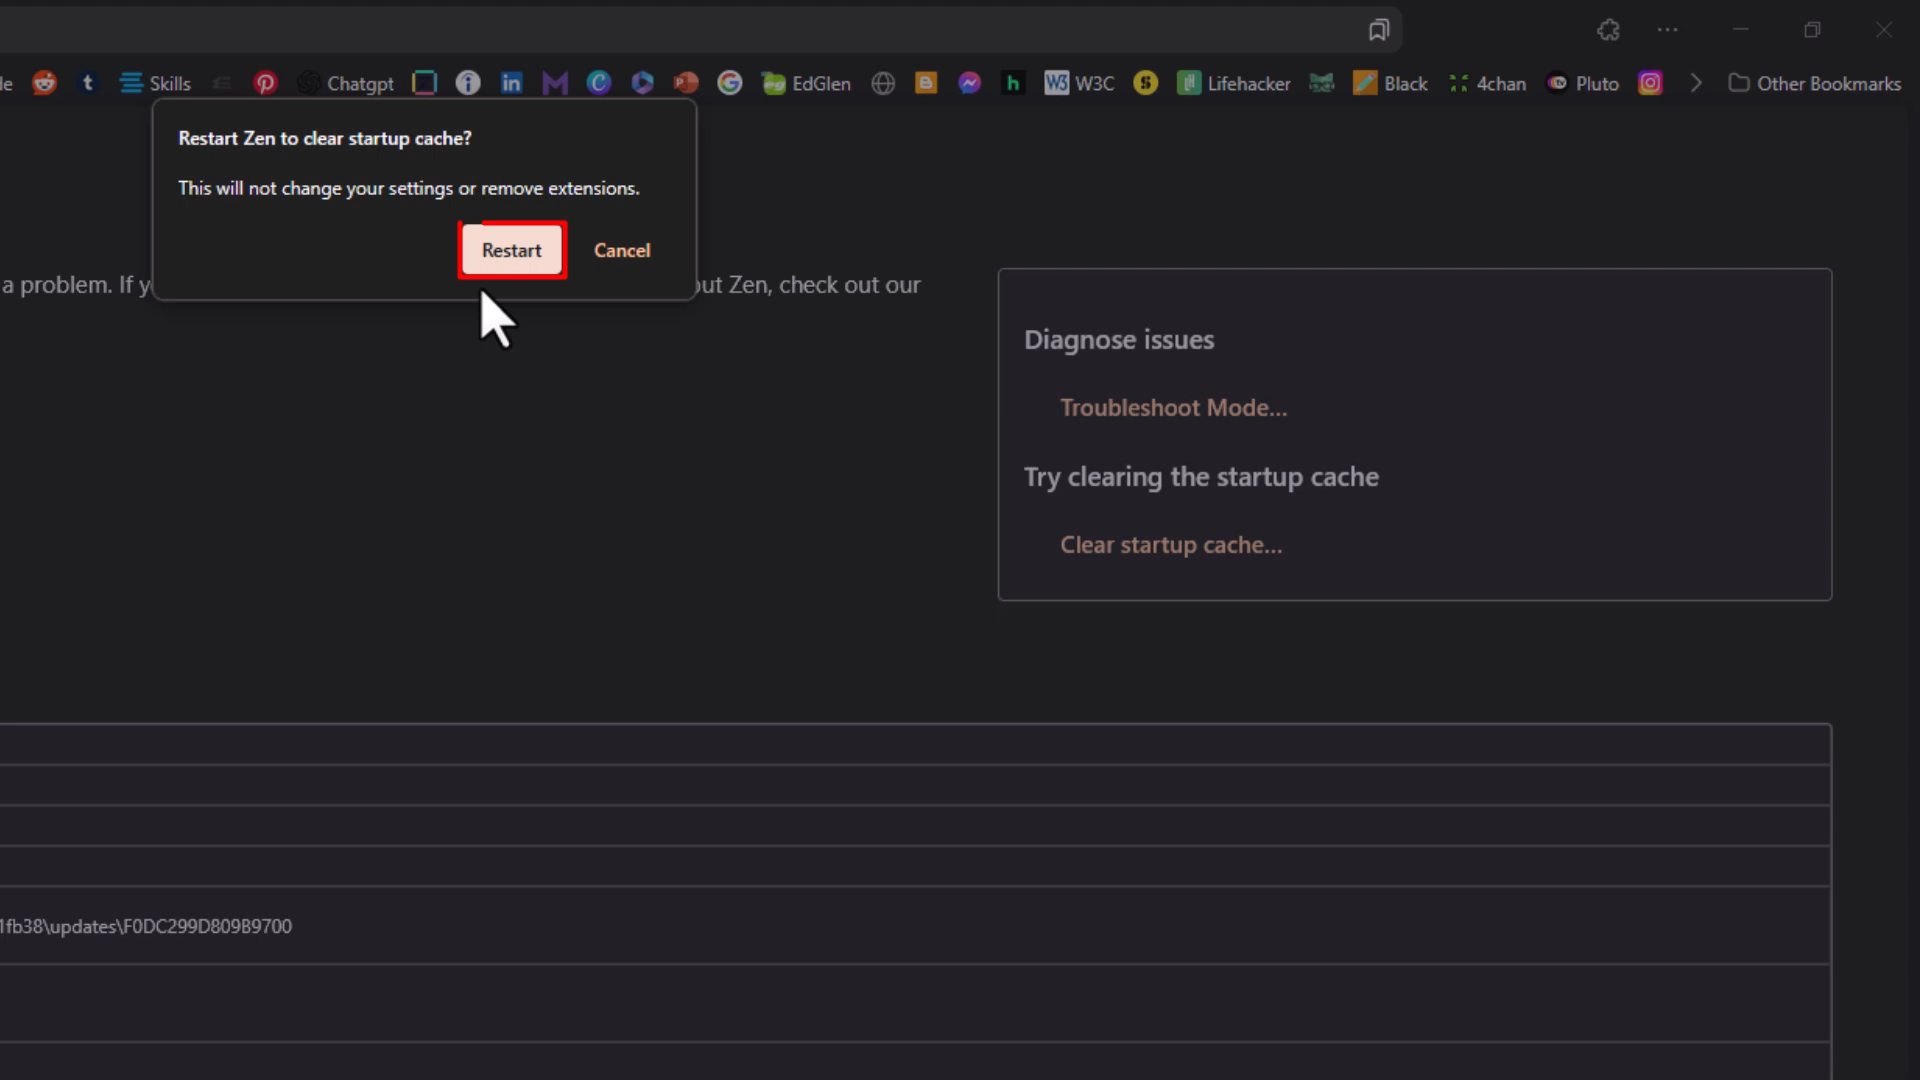 de Skills Chatgpt EdGlen W3C Lifehacker Black 4chan Pluto Other Bookmarks
Restart Zen to clear startup cache?
This will not change your settings or remove extensions.
Restart Cancel
a problem. If y out Zen, check out our
Diagnose issues
Troubleshoot Mode...
Try clearing the startup cache
Clear startup cache...
1fb38\updates\F0DC299D809B9700